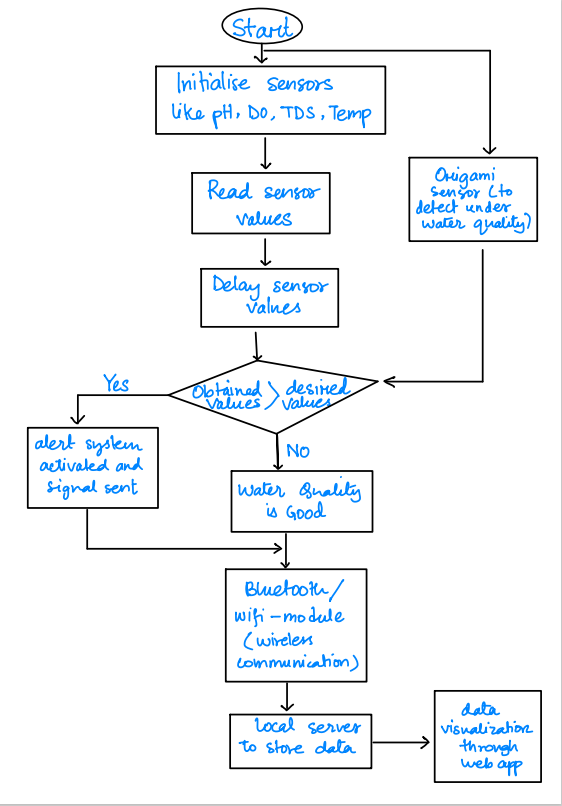 Start
Initialise sensors
like pH, DO, TDS, Temp
Origami
sensor (to
detect under
water quality)
Read sensor
values
Delay sensor
values
Obtained > desired
values values
Yes
No
alert system
activated and
signal sent
Water Quality
is Good
Bluetooth/
wifi-module
(wireless
communication)
local server
to store data
data
visualization
through
web app